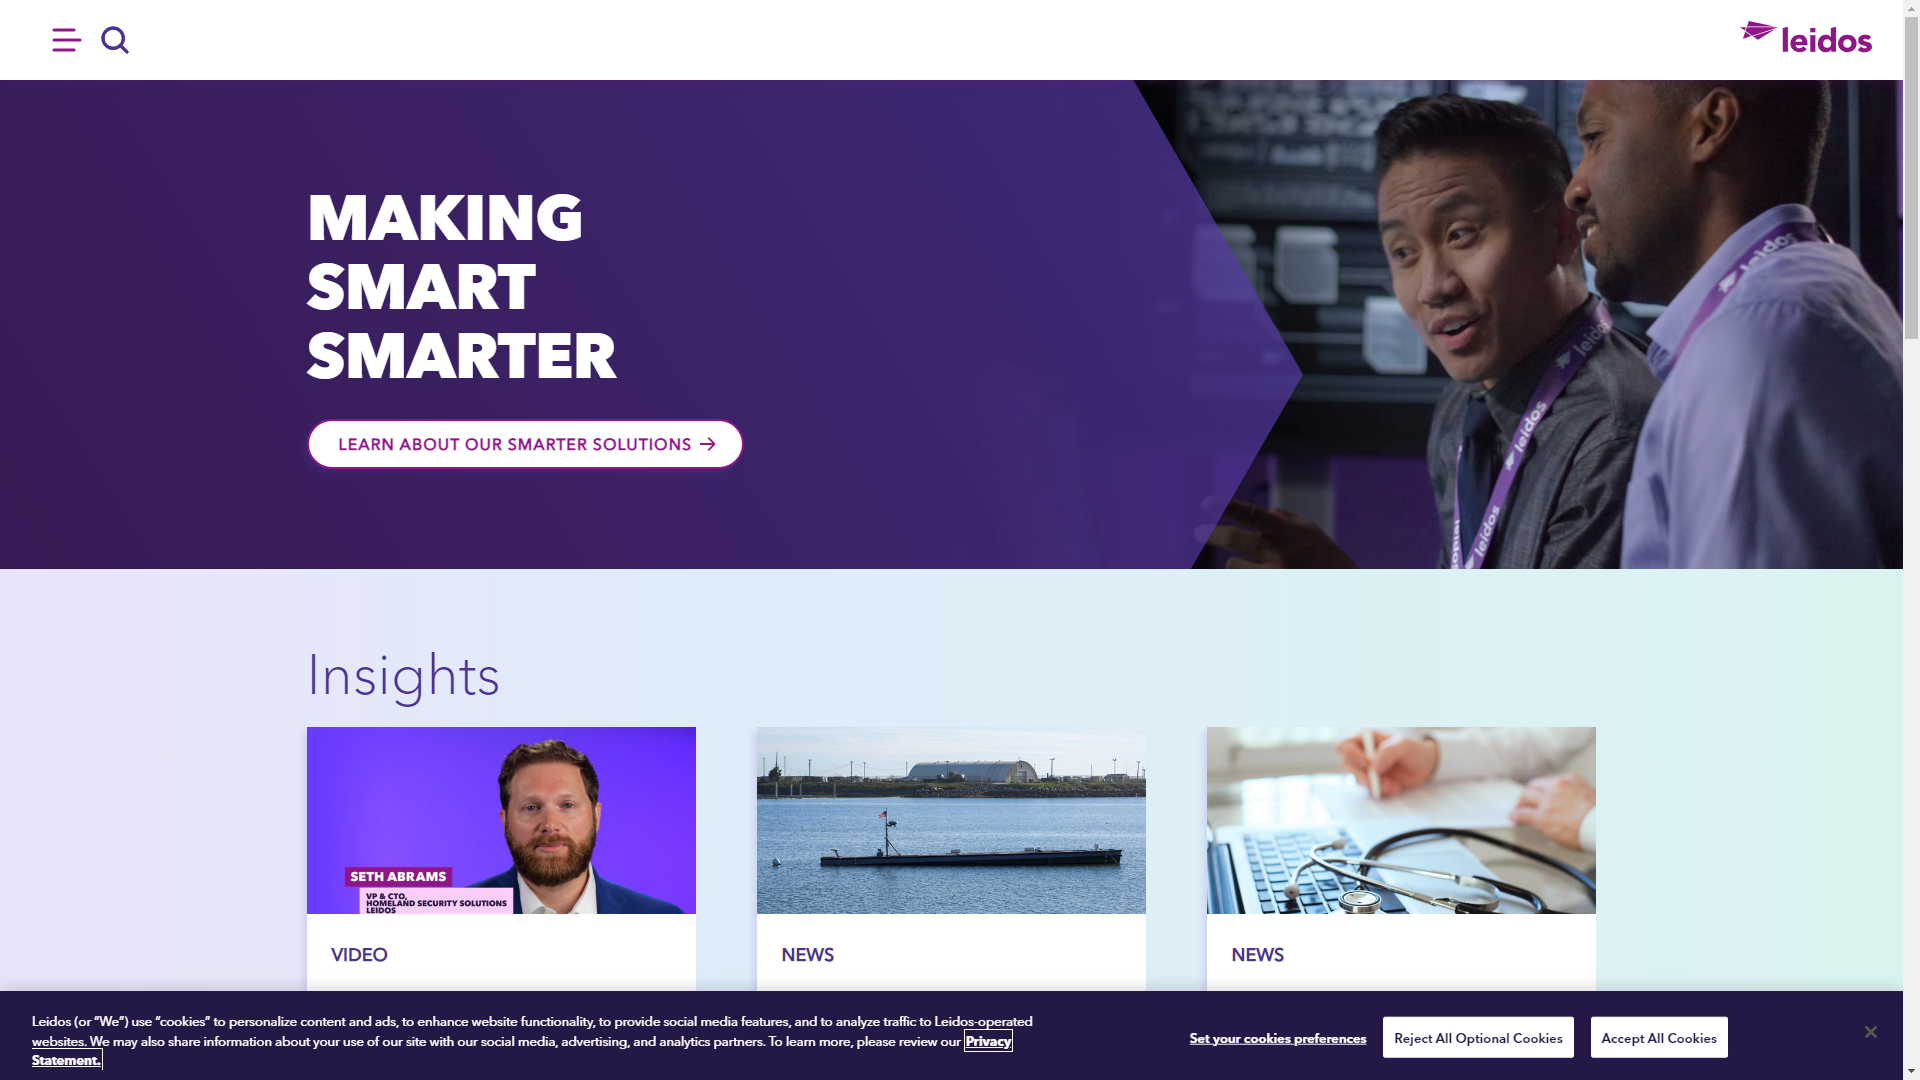 leidos
MAKING
SMART
SMARTER
LEARN ABOUT OUR SMARTER SOLUTIONS
leidos
leidos
leidos
leidos
Insights
SETH ABRAMS
VP & CTO,
HOMELAND SECURITY SOLUTIONS
LEIDOS
VIDEO
NEWS
NEWS
Leidos (or “We”) use “cookies” to personalize content and ads, to enhance website functionality, to provide social media features, and to analyze traffic to Leidos-operated
websites. We may also share information about your use of our site with our social media, advertising, and analytics partners. To learn more, please review our Privacy
Statement.
Set your cookies preferences
Reject All Optional Cookies
Accept All Cookies